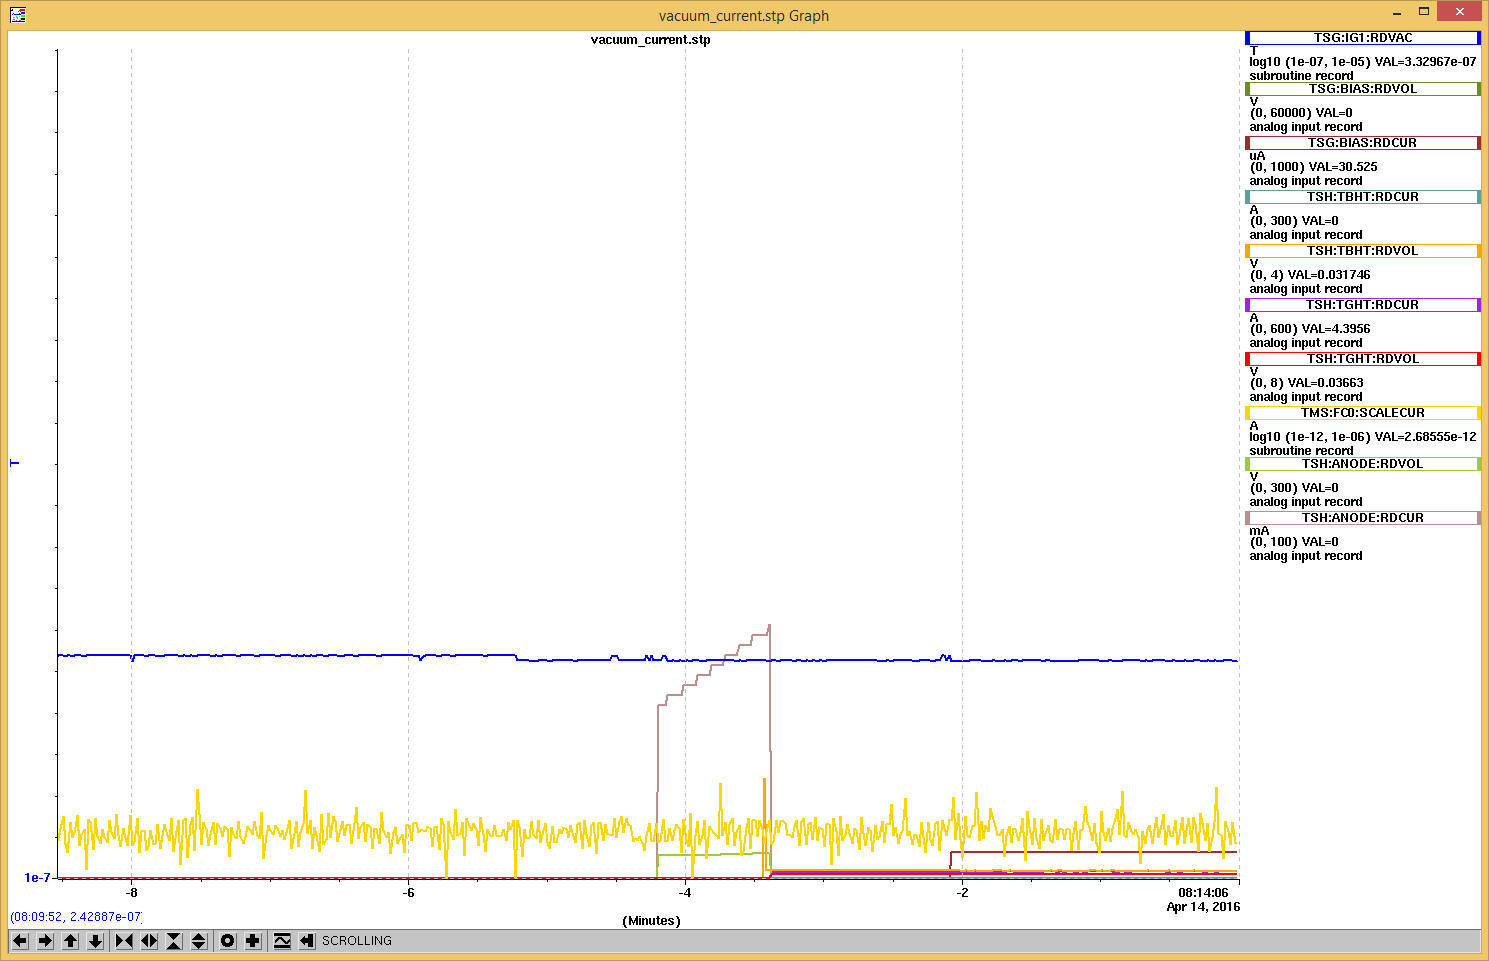 vacuum_current.stp Graph
vacuum_current.stp
TSG:IG1:RDVAC
T
log10 (1e-07, 1e-05) VAL=3.32967e-07
subroutine record
TSG:BIAS:RDVOL
V
(0, 60000) VAL=0
analog input record
TSG:BIAS:RDCUR
uA
(0, 1000) VAL=30.525
analog input record
TSH:TBHT:RDCUR
A
(0, 300) VAL=0
analog input record
TSH:TBHT:RDVOL
V
(0, 4) VAL=0.031746
analog input record
TSH:TGHT:RDCUR
A
(0, 600) VAL=4.3956
analog input record
TSH:TGHT:RDVOL
V
(0, 8) VAL=0.03663
analog input record
TMS:FC0:SCALECUR
A
log10 (1e-12, 1e-06) VAL=2.68555e-12
subroutine record
TSH:ANODE:RDVOL
V
(0, 300) VAL=0
analog input record
TSH:ANODE:RDCUR
mA
(0, 100) VAL=0
analog input record
T
1e-7
-8
-6
-4
-2
08:14:06
Apr 14, 2016
(08:09:52, 2.42887e-07)
(Minutes)
SCROLLING